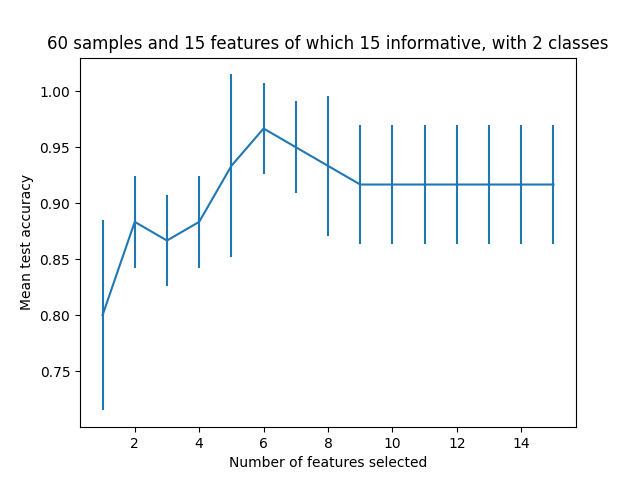 60 samples and 15 features of which 15 informative, with 2 classes
1.00
0.95
0.90
0.85
0.80
0.75
Mean test accuracy
2 4 6 8 10 12 14
Number of features selected